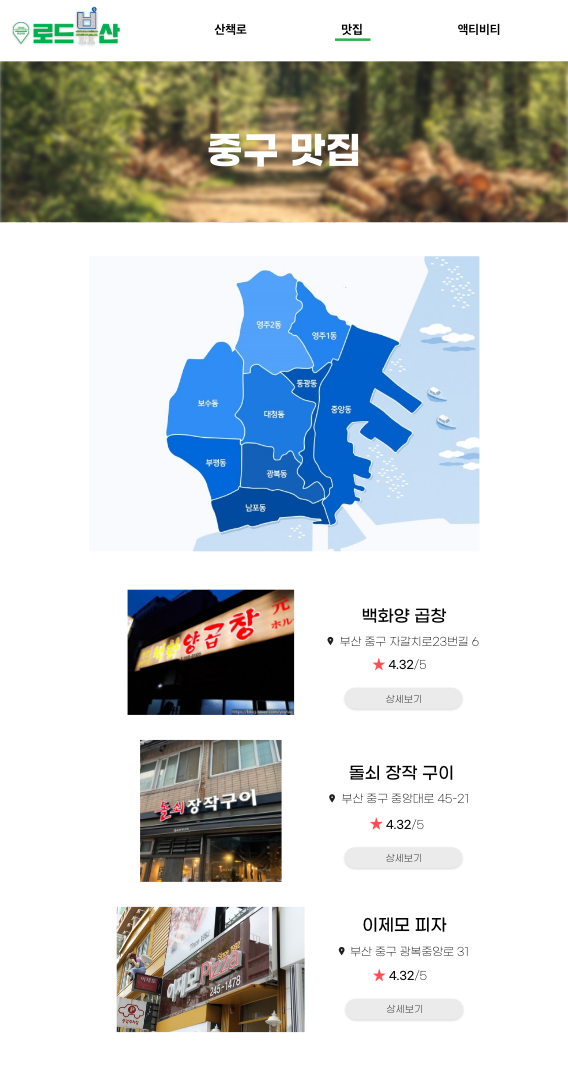 로드부산
산책로
맛집
액티비티
중구 맛집
영주2동
영주1동
동광동
보수동
대청동
중앙동
부평동
광복동
남포동
양곱창
元
백화양 곱창
부산 중구 자갈치로23번길 6
4.32/5
상세보기
돌쇠장작구이
돌쇠 장작 구이
부산 중구 중앙대로 45-21
4.32/5
상세보기
Since 1987
이재모 Pizza
245-1478
이제모 피자
부산 중구 광복중앙로 31
4.32/5
상세보기